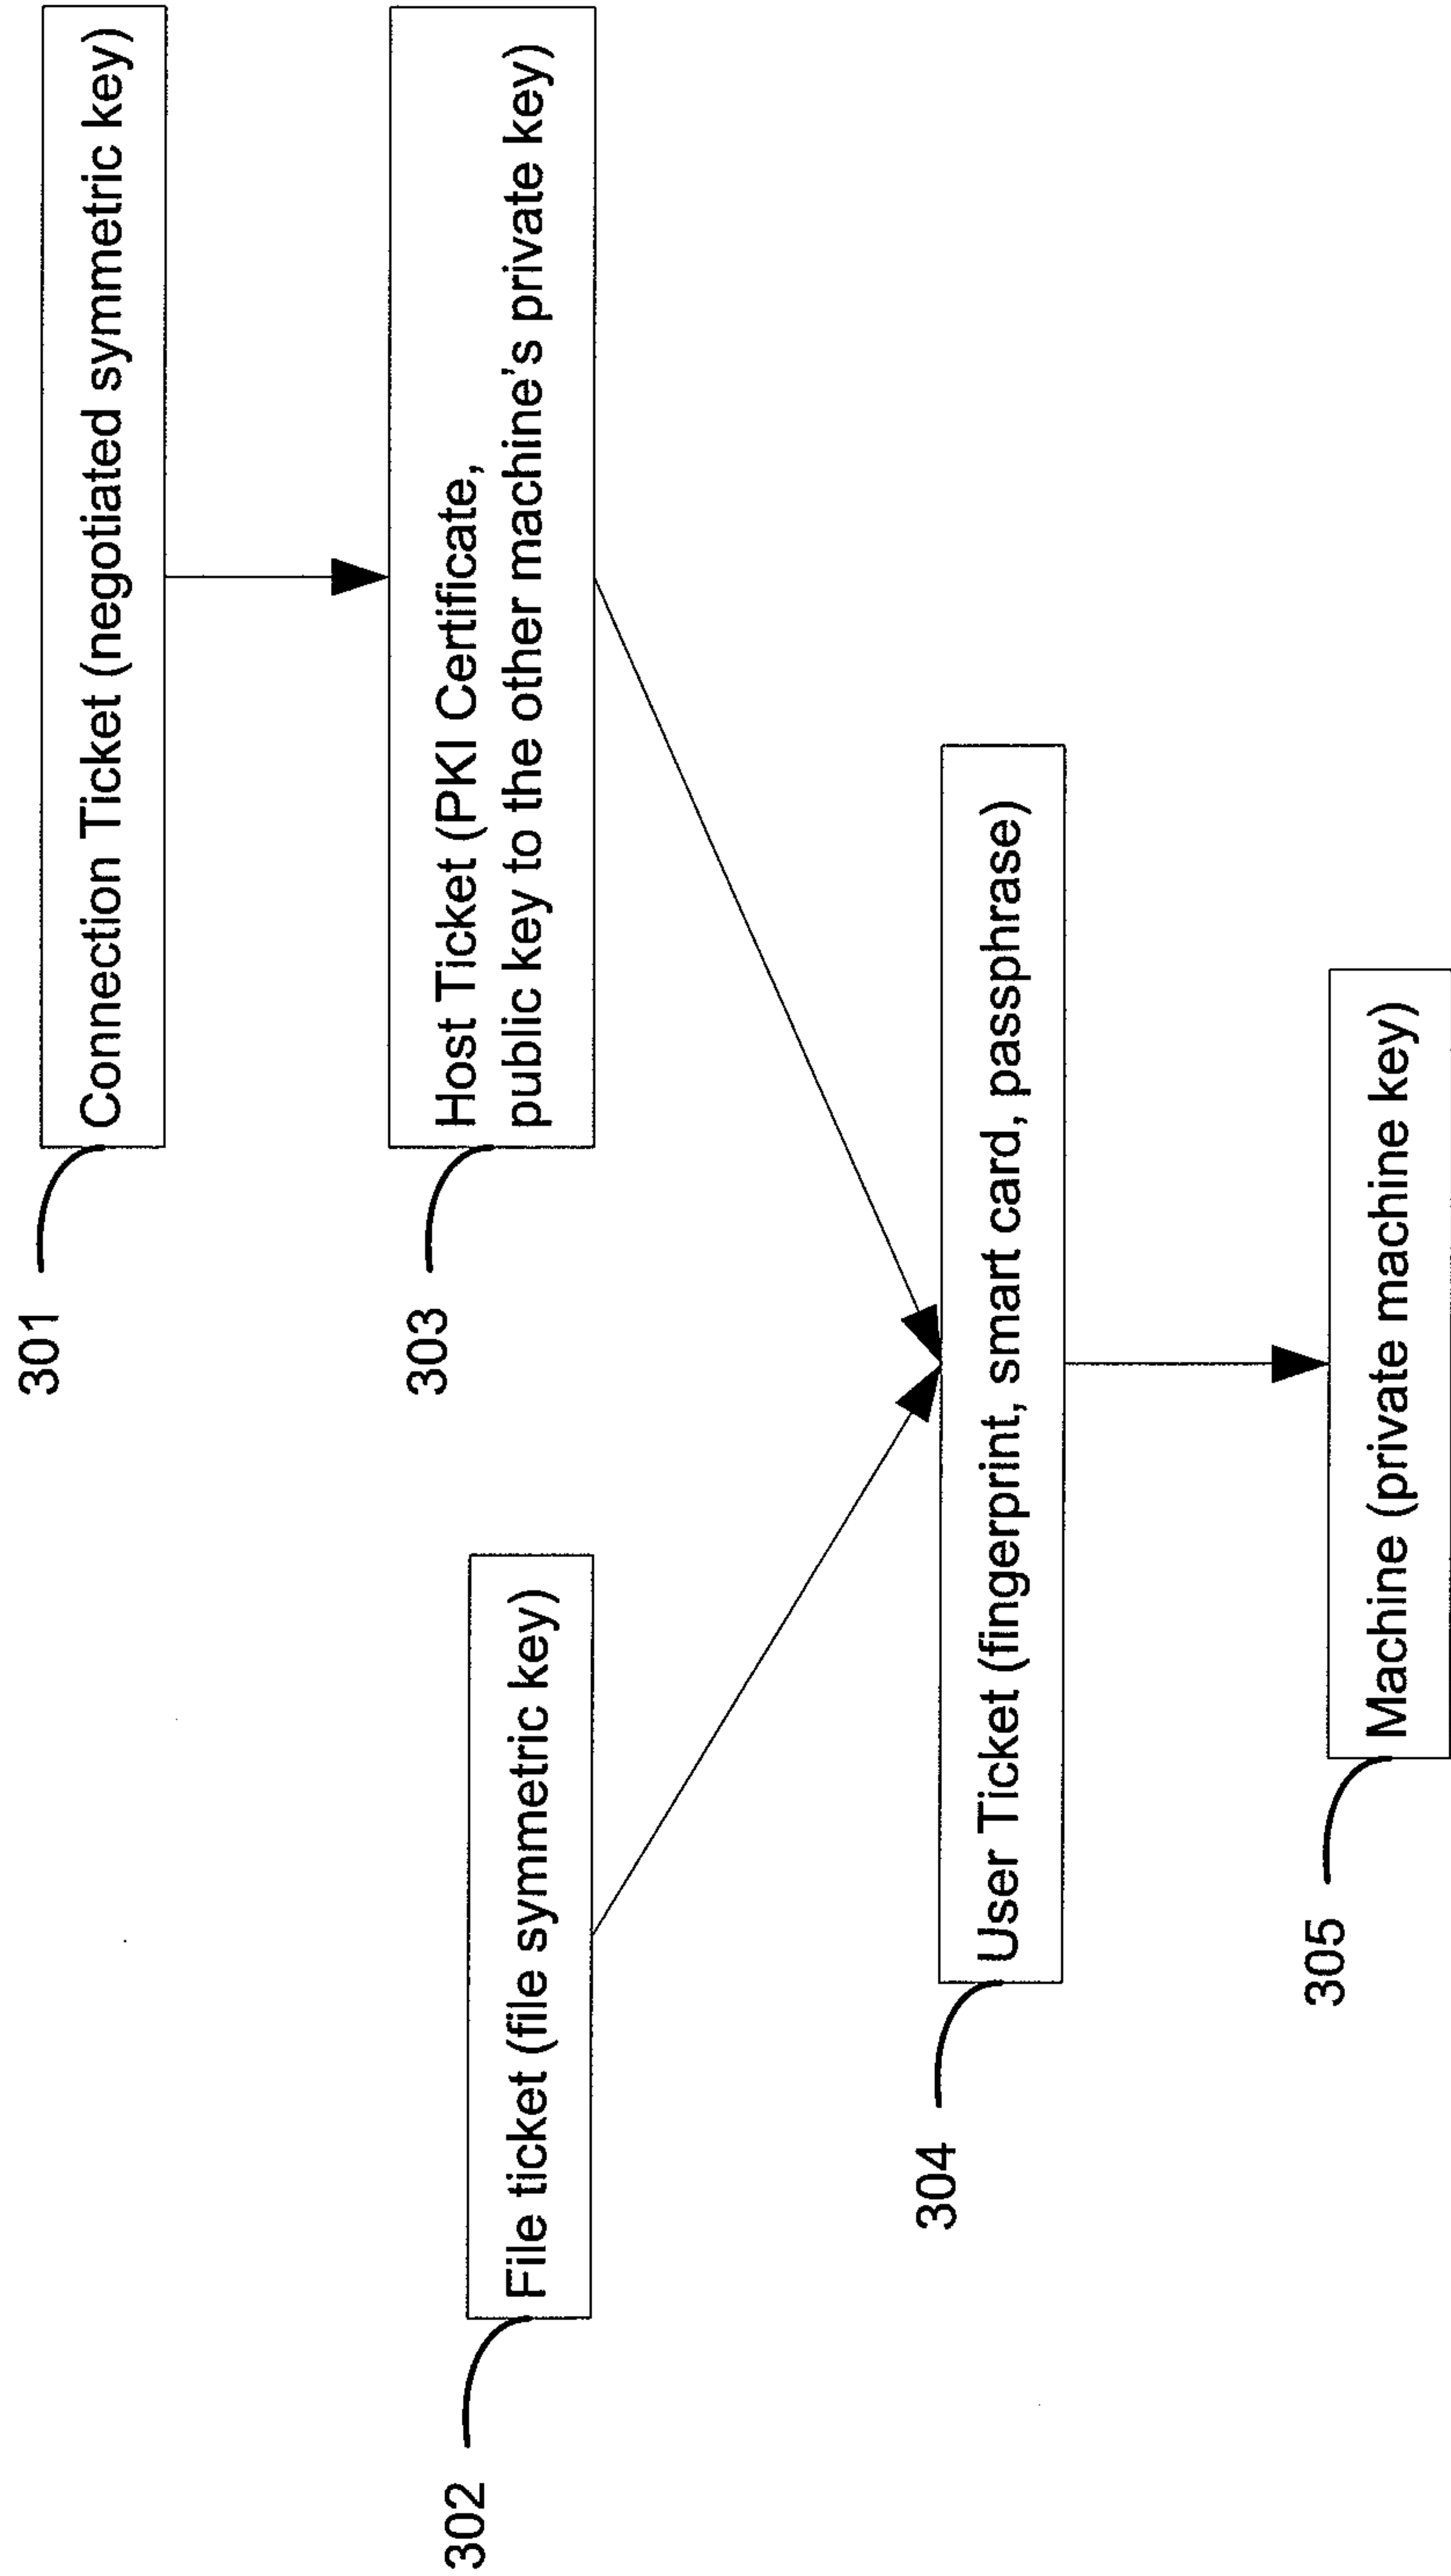 301
Connection Ticket (negotiated symmetric key)
303
Host Ticket (PKI Certificate,
public key to the other machine's private key)
302
File ticket (file symmetric key)
304
User Ticket (fingerprint, smart card, passphrase)
305
Machine (private machine key)